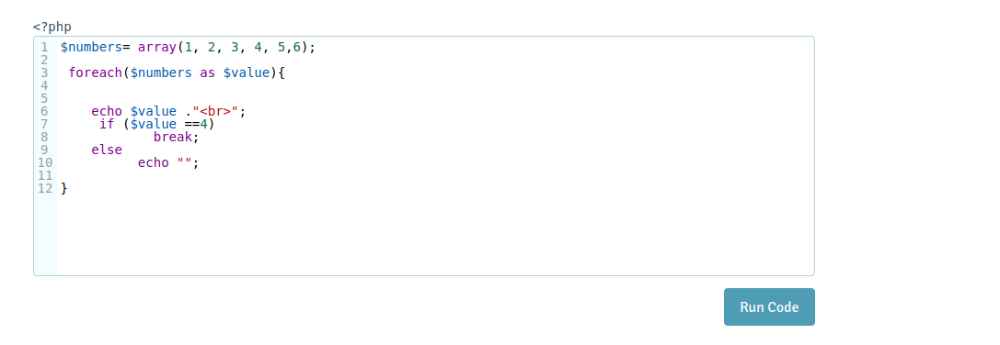 <?php
1 $numbers= array(1, 2, 3, 4, 5,6);
2
3 foreach($numbers as $value){
4
5
6 echo $value ."<br>";
7 if ($value ==4)
8 break;
9 else
10 echo "";
11
12 }
Run Code